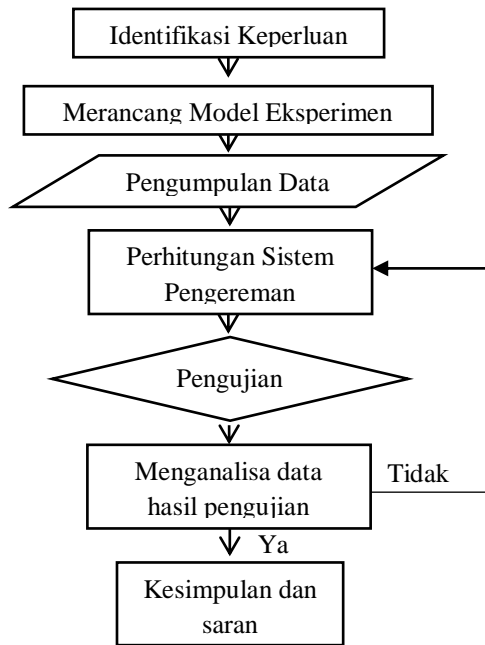 Identifikasi Keperluan
Merancang Model Eksperimen
Pengumpulan Data
Perhitungan Sistem
Pengereman
Pengujian
Menganalisa data
hasil pengujian
Tidak
Ya
Kesimpulan dan
saran